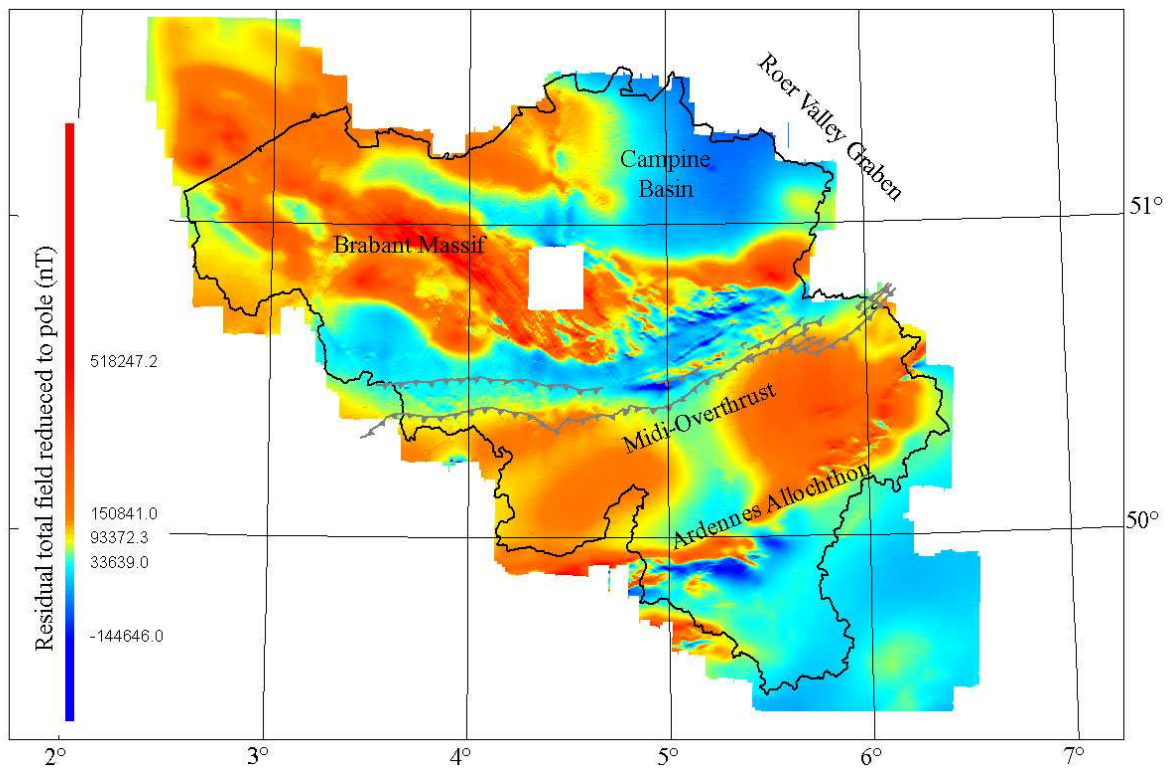 Residual total field redueced to pole (nT)
518247.2
150841.0
93372.3
33639.0
-144646.0
Roer Valley Graben
Campine
Basin
Brabant Massif
Midi-Overthrust
Ardennes Allochthon
51°
50°
2°
3°
4°
5°
6°
7°